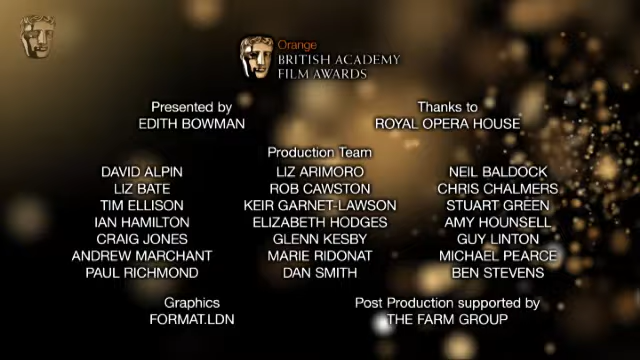 Orange
BRITISH ACADEMY
FILM AWARDS
Presented by
EDITH BOWMAN
Thanks to
ROYAL OPERA HOUSE
Production Team
DAVID ALPIN
LIZ BATE
TIM ELLISON
IAN HAMILTON
CRAIG JONES
ANDREW MARCHANT
PAUL RICHMOND
LIZ ARIMORO
ROB CAWSTON
KEIR GARNET-LAWSON
ELIZABETH HODGES
GLENN KESBY
MARIE RIDONAT
DAN SMITH
NEIL BALDOCK
CHRIS CHALMERS
STUART GREEN
AMY HOUNSELL
GUY LINTON
MICHAEL PEARCE
BEN STEVENS
Graphics
FORMAT.LDN
Post Production supported by
THE FARM GROUP